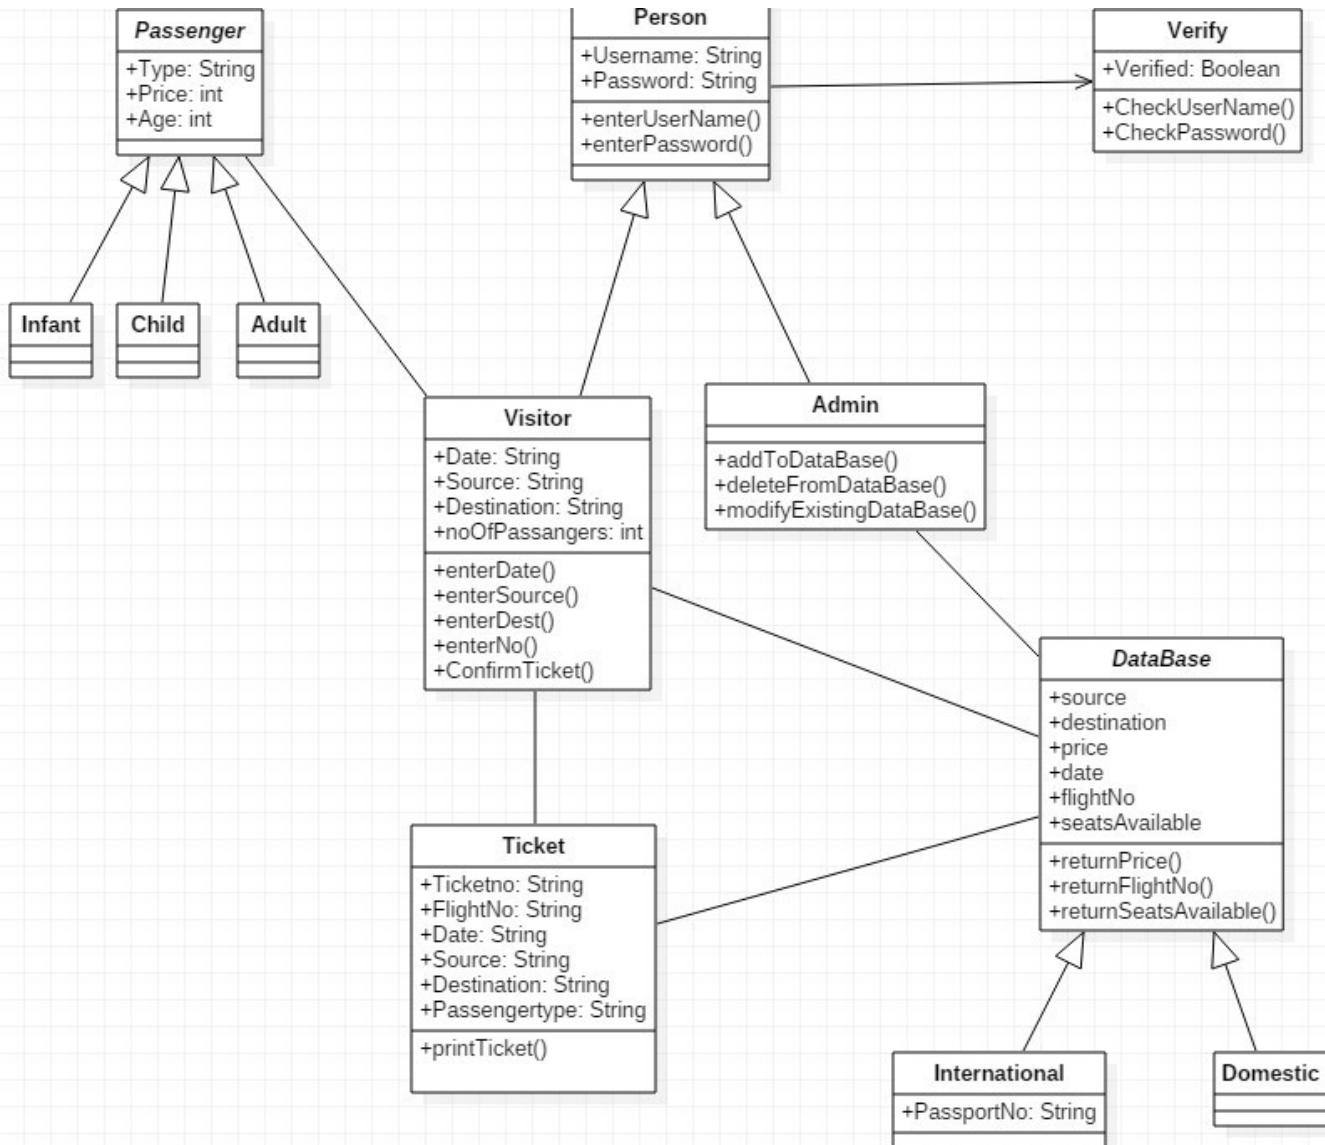 Passenger
+Type: String
+Price: int
+Age: int
Person
+Username: String
+Password: String
+enterUserName()
+enterPassword()
Verify
+Verified: Boolean
+CheckUserName()
+CheckPassword()
Infant
Child
Adult
Visitor
+Date: String
+Source: String
+Destination: String
+noOfPassangers: int
+enterDate()
+enterSource()
+enterDest()
+enterNo()
+ConfirmTicket()
Admin
+addToDataBase()
+deleteFromDataBase()
+modifyExistingDataBase()
DataBase
+source
+destination
+price
+date
+flightNo
+seatsAvailable
+returnPrice()
+returnFlightNo()
+returnSeatsAvailable()
Ticket
+Ticketno: String
+FlightNo: String
+Date: String
+Source: String
+Destination: String
+Passengertype: String
+printTicket()
International
+PassportNo: String
Domestic